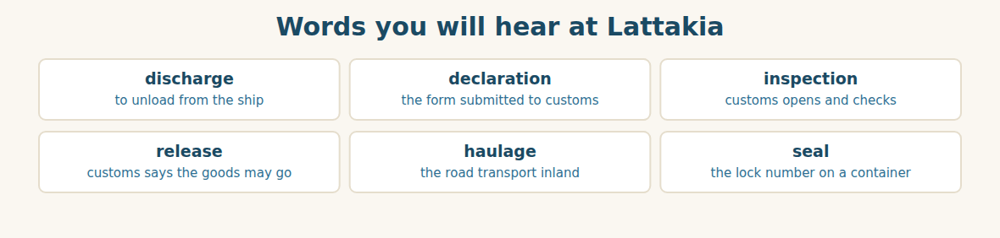 Words you will hear at Lattakia
discharge
to unload from the ship
declaration
the form submitted to customs
inspection
customs opens and checks
release
customs says the goods may go
haulage
the road transport inland
seal
the lock number on a container